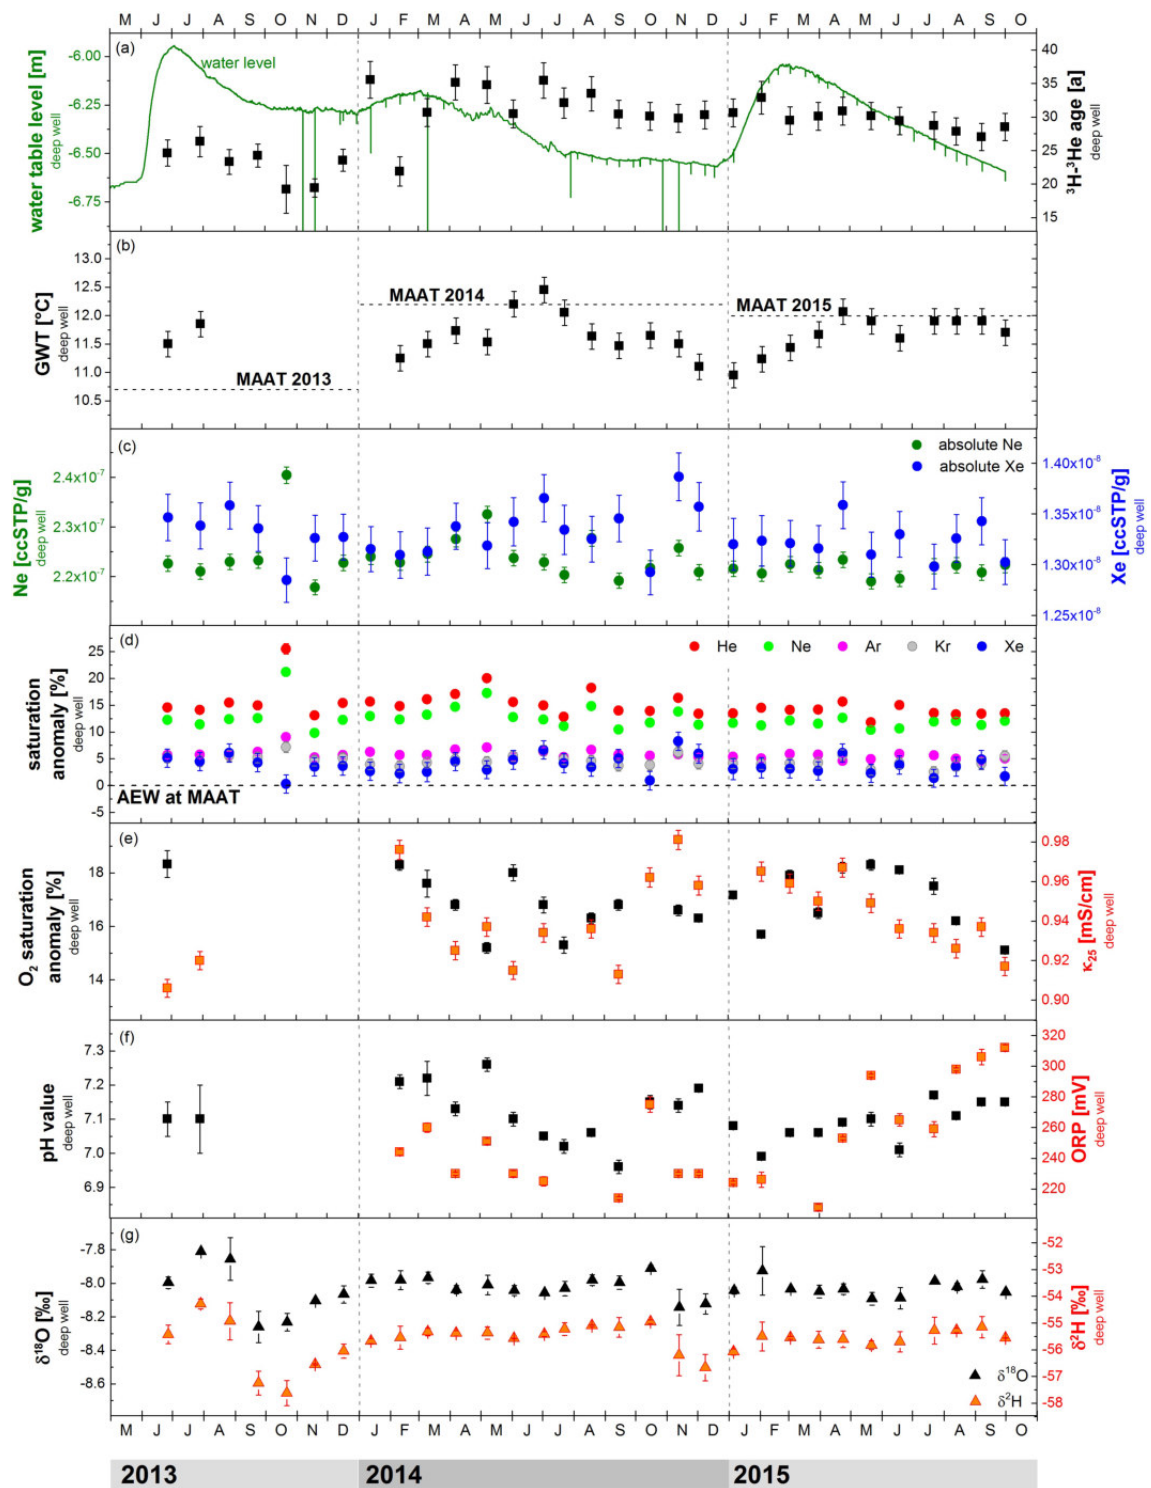 M J J A S O N D J F M A M J J A S O N D J F M A M J J A S O
(a)
water level
-6.00
-6.25
-6.50
-6.75
water table level [m]
deep well
40
35
30
25
20
15
³H-³He age [a]
deep well
(b)
13.0
12.5
12.0
11.5
11.0
10.5
GWT [°C]
deep well
MAAT 2013
MAAT 2014
MAAT 2015
(c)
absolute Ne
absolute Xe
2.4x10⁻⁷
2.3x10⁻⁷
2.2x10⁻⁷
Ne [ccSTP/g]
deep well
1.40x10⁻⁸
1.35x10⁻⁸
1.30x10⁻⁸
1.25x10⁻⁸
Xe [ccSTP/g]
deep well
(d)
He Ne Ar Kr Xe
25
20
15
10
5
0
-5
saturation
anomaly [%]
deep well
AEW at MAAT
(e)
18
16
14
O₂ saturation
anomaly [%]
deep well
0.98
0.96
0.94
0.92
0.90
κ₂₅ [mS/cm]
deep well
(f)
7.3
7.2
7.1
7.0
6.9
pH value
deep well
320
300
280
260
240
220
ORP [mV]
deep well
(g)
-7.8
-8.0
-8.2
-8.4
-8.6
δ¹⁸O [‰]
deep well
-52
-53
-54
-55
-56
-57
-58
δ²H [‰]
deep well
δ¹⁸O
δ²H
M J J A S O N D J F M A M J J A S O N D J F M A M J J A S O
2013 2014 2015